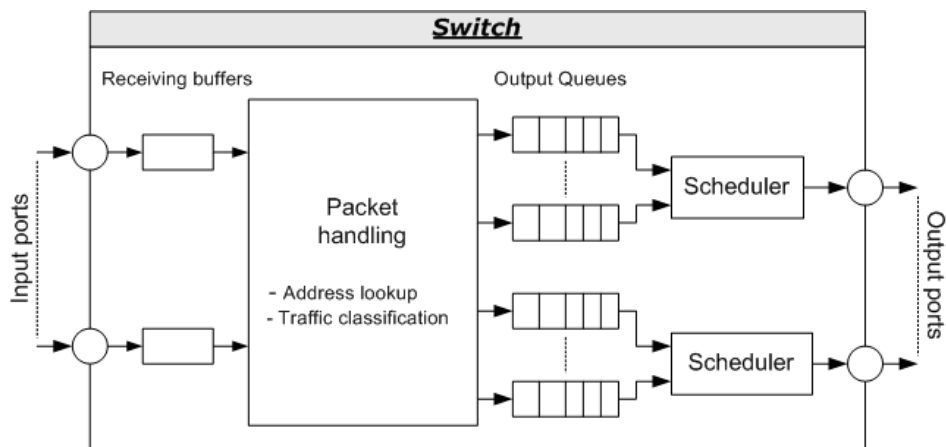 Switch
Receiving buffers
Output Queues
Input ports
Packet
handling
- Address lookup
- Traffic classification
Scheduler
Scheduler
Output ports